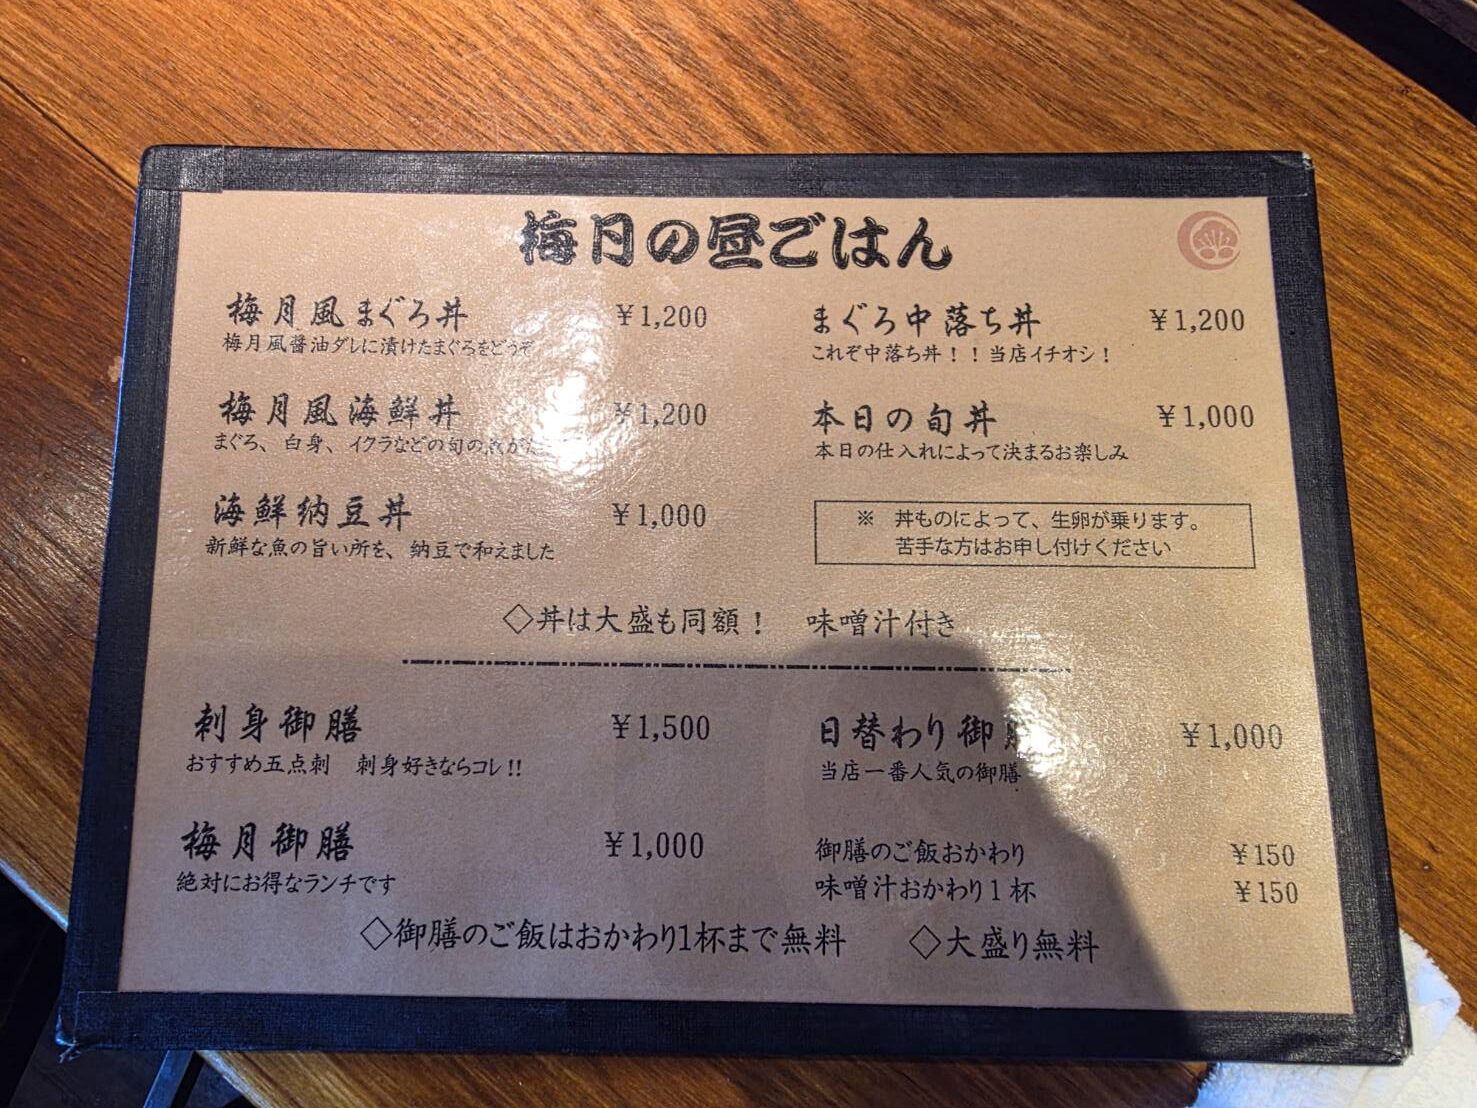 梅月の昼ごはん
梅月風まぐろ丼 ￥1,200
梅月風醤油ダレに漬けたまぐろをどうぞ
梅月風海鮮丼 ￥1,200
まぐろ、白身、イクラなどの旬の
海鮮納豆丼 ￥1,000
新鮮な魚の旨い所を、納豆で和えました
まぐろ中落ち丼 ￥1,200
これぞ中落ち丼！！当店イチオシ！
本日の旬丼 ￥1,000
本日の仕入れによって決まるお楽しみ
※ 丼ものによって、生卵が乗ります。
苦手な方はお申し付けください
◇丼は大盛も同額！ 味噌汁付き
刺身御膳 ￥1,500
おすすめ五点刺 刺身好きならコレ!!
梅月御膳 ￥1,000
絶対にお得なランチです
日替わり御膳 ￥1,000
当店一番人気の御膳
御膳のご飯おかわり ￥150
味噌汁おかわり１杯 ￥150
◇御膳のご飯はおかわり1杯まで無料 ◇大盛り無料